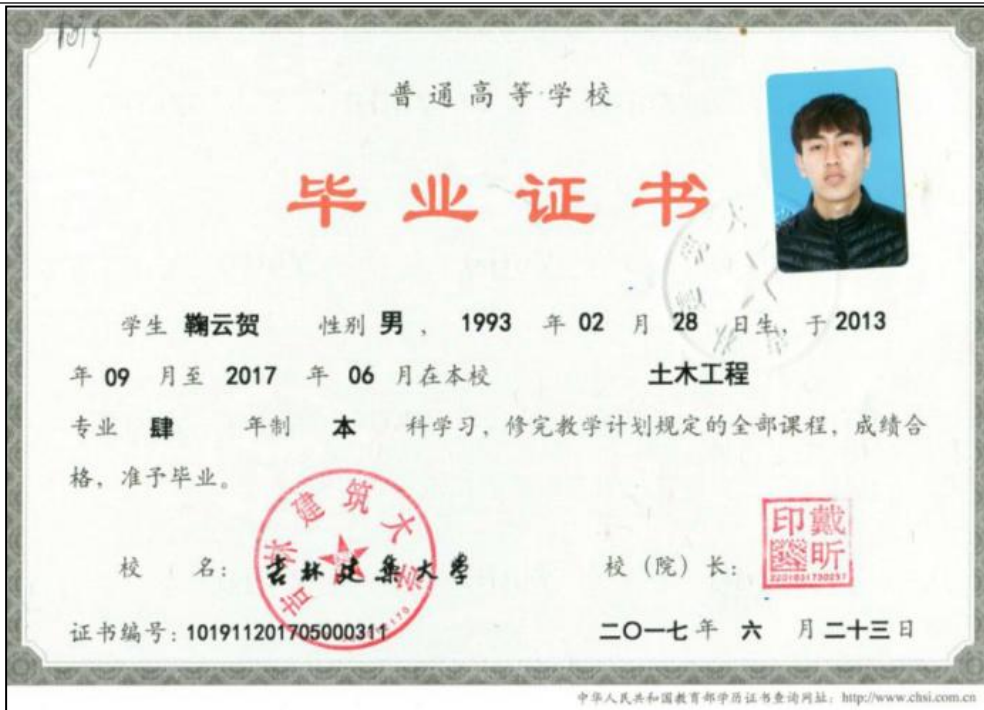 普通高等学校
毕业证书
学生 鞠云贺 性别 男 , 1993 年 02 月 28 日生, 于 2013
年 09 月至 2017 年 06 月在本校 土木工程
专业 肆 年制 本 科学习, 修完教学计划规定的全部课程, 成绩合
格, 准予毕业。
吉林建筑大学
校 名: 吉林建筑大学 校 (院) 长: 戴昕印
证书编号: 101911201705000311 二〇一七 年 六 月 二十三 日
中华人民共和国教育部学历证书查询网址: http://www.chsi.com.cn